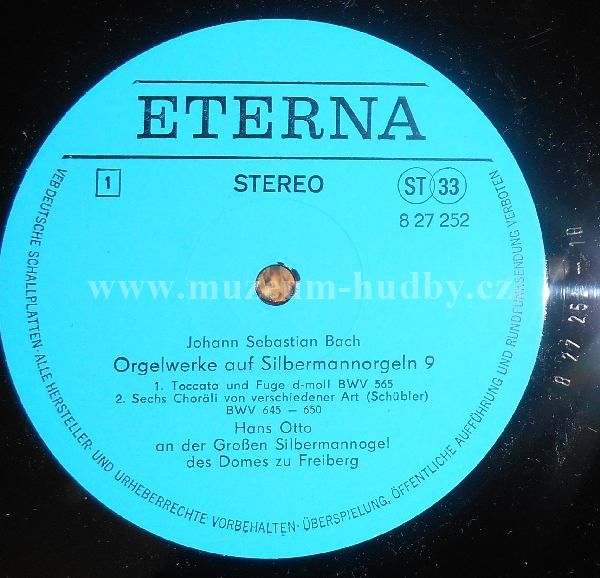 ETERNA
1 STEREO ST 33
8 27 252
www.muzeum-hudby.cz
Johann Sebastian Bach
Orgelwerke auf Silbermannorgeln 9
1. Toccata und Fuge d-moll BWV 565
2. Sechs Choräli von verschiedener Art (Schübler)
BWV 645 – 650
Hans Otto
an der Großen Silbermannogel
des Domes zu Freiberg
VEB DEUTSCHE SCHALLPLATTEN · ALLE HERSTELLER- UND URHEBERRECHTE VORBEHALTEN · ÜBERSPIELUNG, ÖFFENTLICHE AUFFÜHRUNG UND RUNDFUNKSENDUNG VERBOTEN